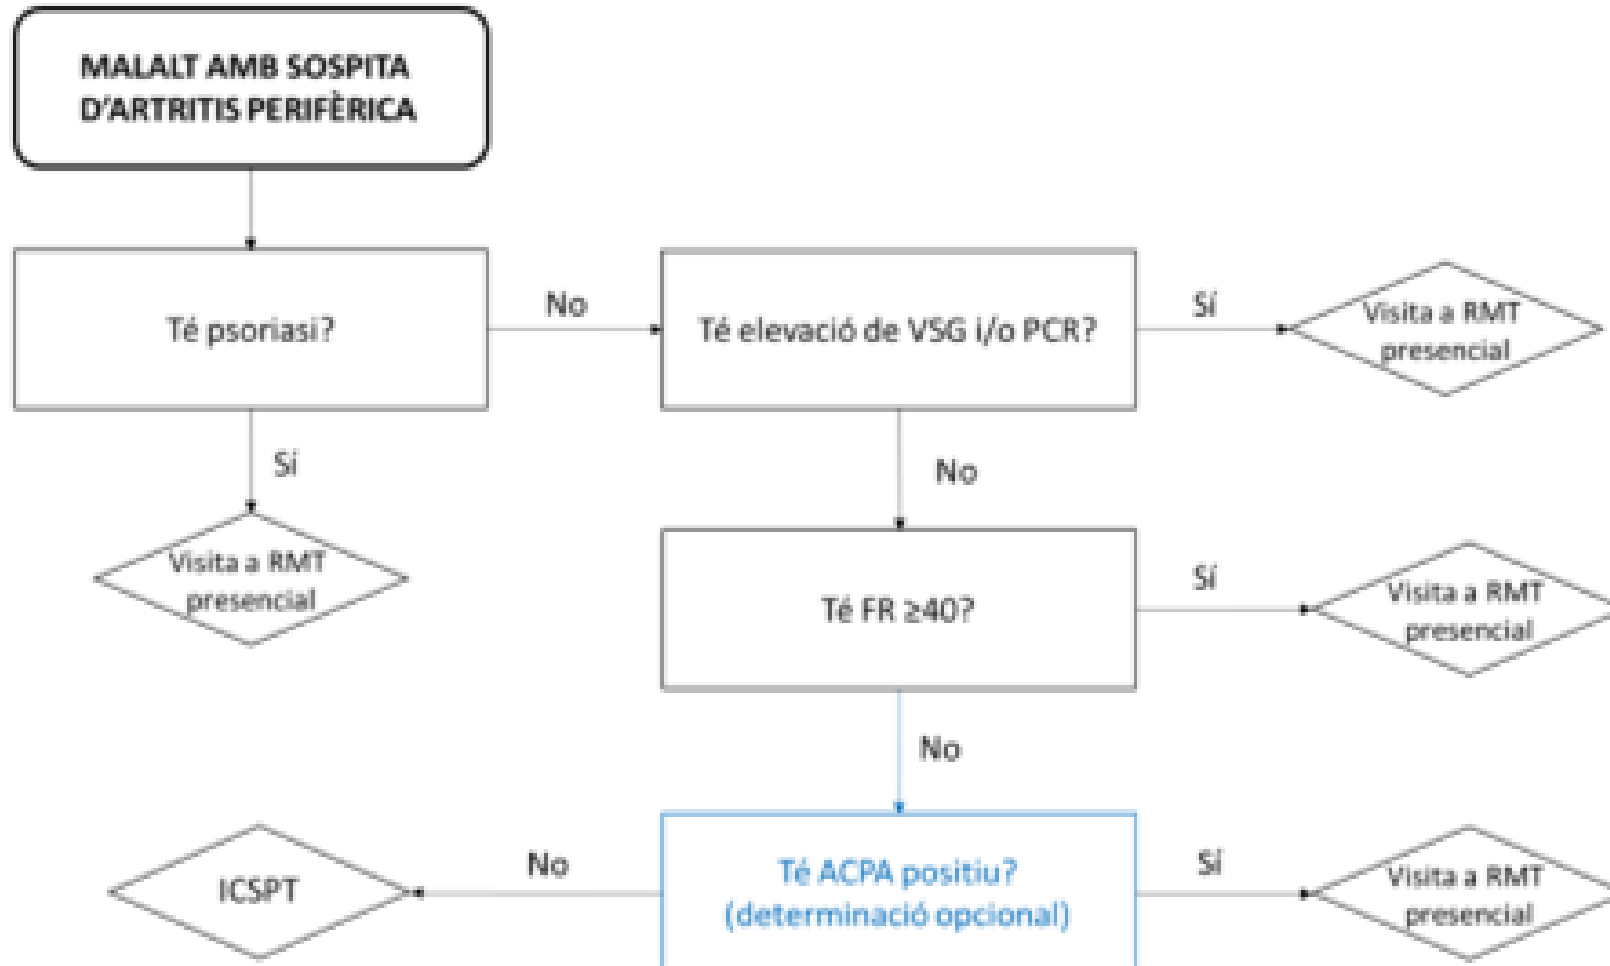 MALALT AMB SOSPITA
D'ARTRITIS PERIFÈRICA
Té psoriasi?
No
Té elevació de VSG i/o PCR?
Sí
Visita a RMT
presencial
Sí
No
Visita a RMT
presencial
Té FR ≥40?
Sí
Visita a RMT
presencial
No
ICSPT
No
Té ACPA positiu?
(determinació opcional)
Sí
Visita a RMT
presencial